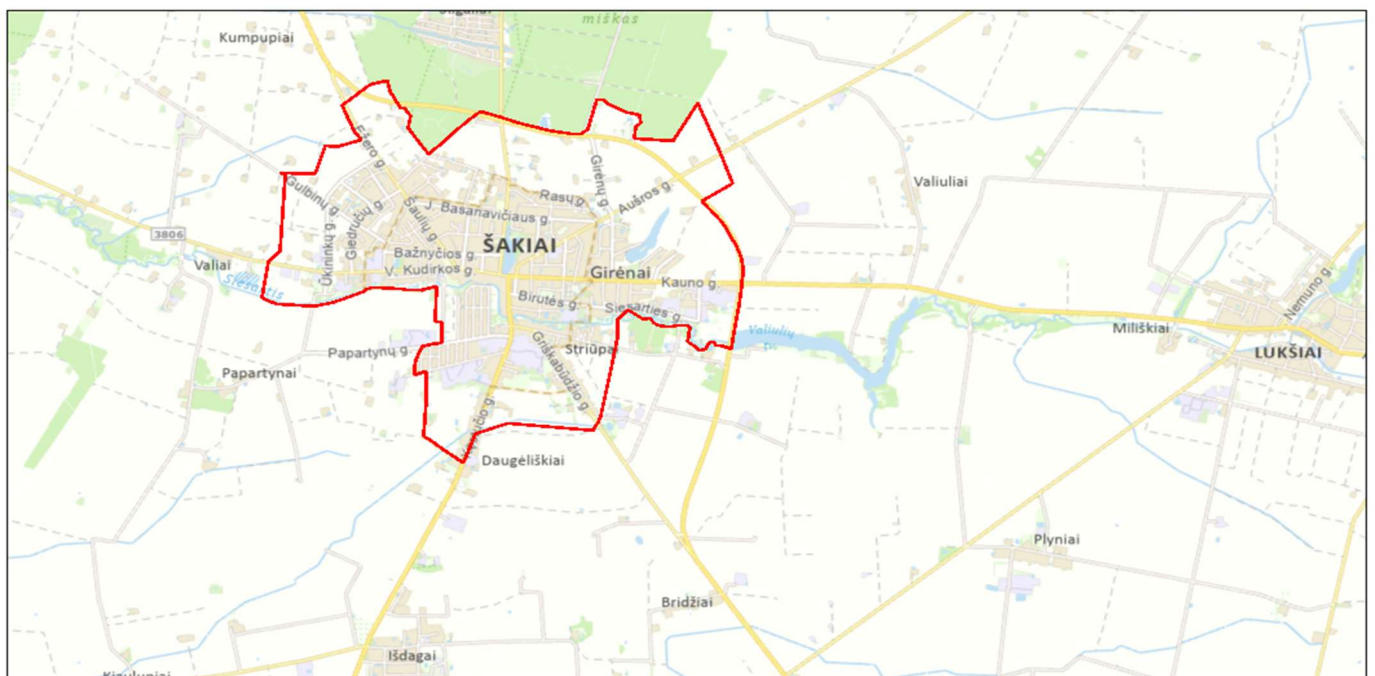 miškas
Kumpupiai
Ežero g.
Girėnų g.
Valiuliai
Gulbinų g.
Giedručių g.
Šaulių g.
Rasų g.
Aušros g.
J. Basanavičiaus g.
3806
Ūkininkų g.
Bažnyčios g.
ŠAKIAI
Valiai
V. Kudirkos g.
Girėnai
Siesartis
Kauno g.
Nemuno g.
Birutės g.
Siesarties g.
Valiulių
Miliškiai
Papartynų g.
Striūpai
LUKŠIAI
Papartynai
Griškabūdžio g.
Daugėliškiai
Plyniai
Bridžiai
Išdagai